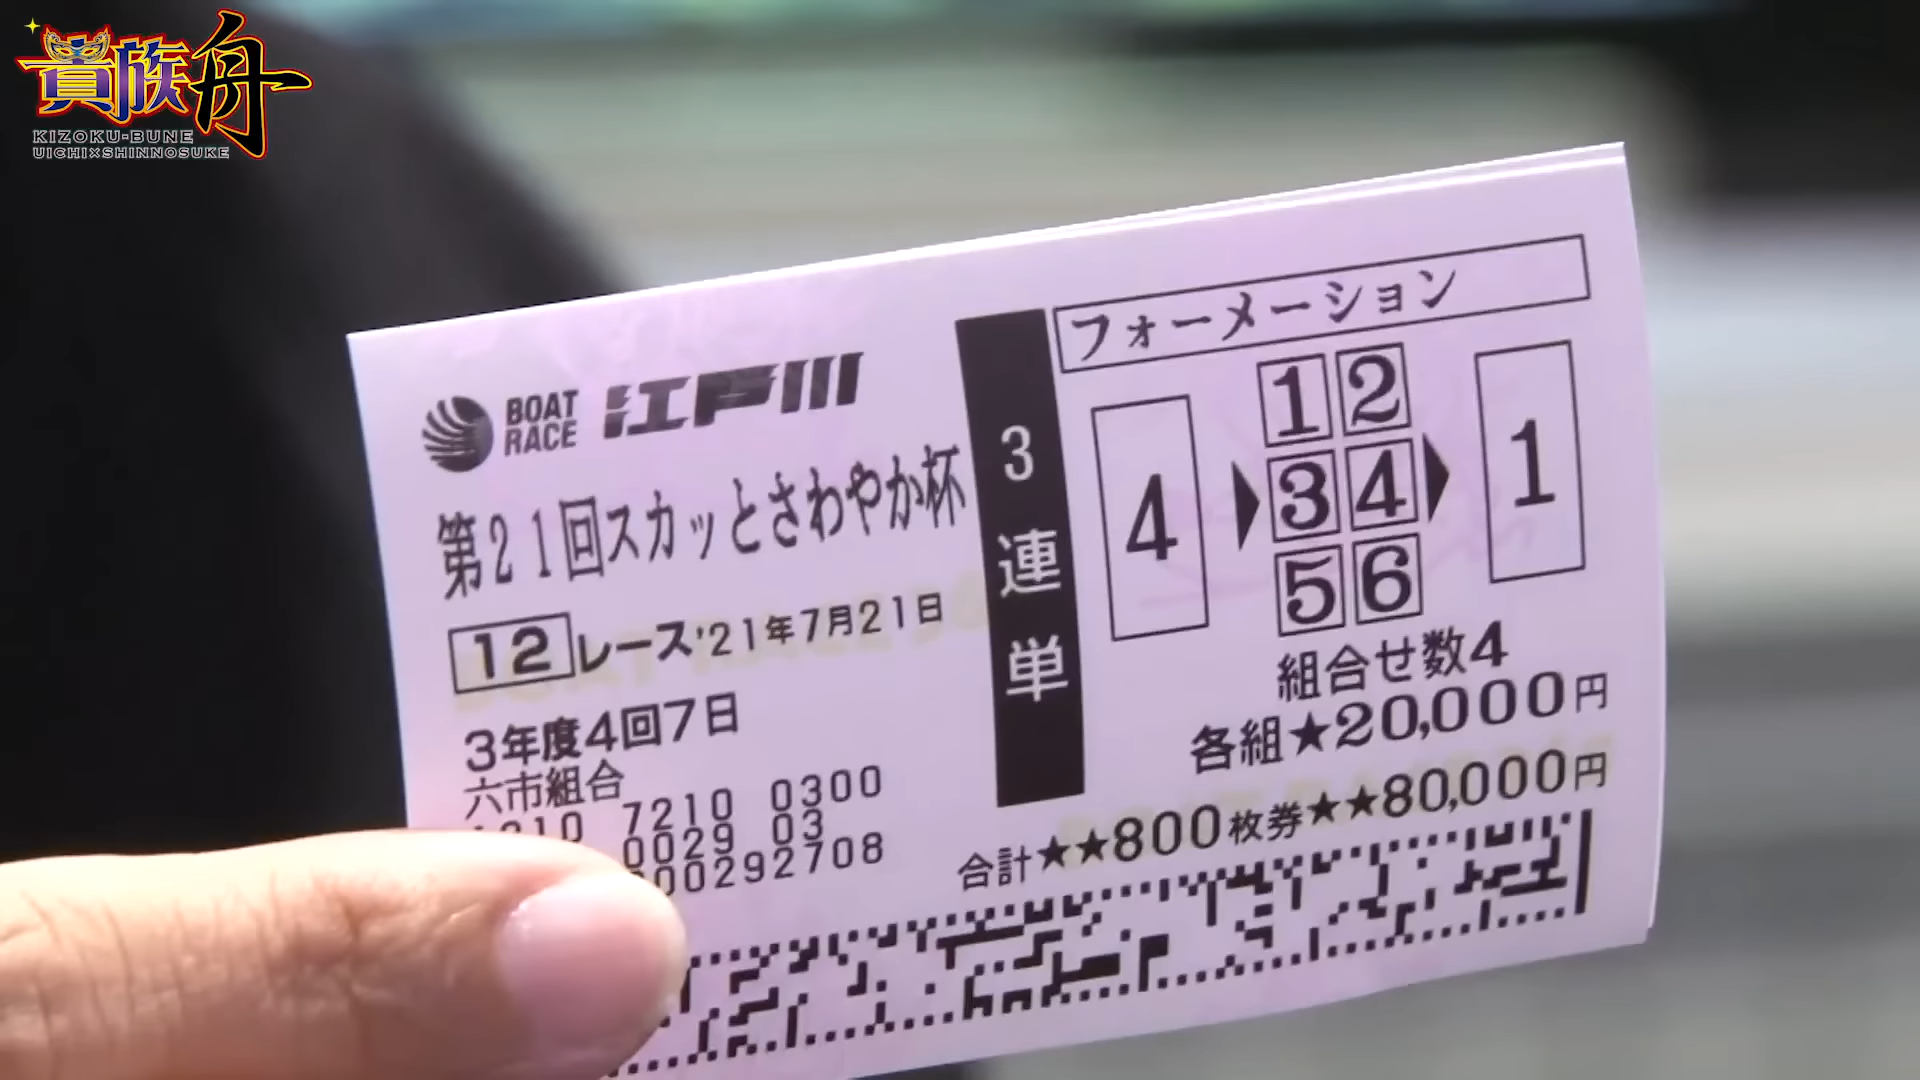 貴族舟
KIZOKU-BUNE
UICHI×SHINNOSUKE
BOAT RACE 江戸川
第21回スカッとさわやか杯
12レース'21年7月21日
3年度4回7日
六市組合
7210 0300
0029 03
00292708
3連単
フォーメーション
4 ▶ 1 2 3 4 5 6 ▶ 1
組合せ数4
各組★20,000円
合計★★800枚券★★80,000円